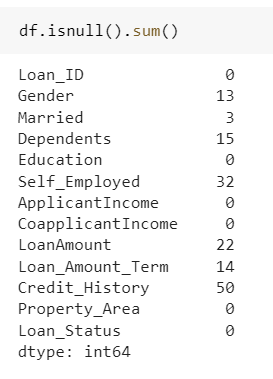 df.isnull().sum()
Loan_ID 0
Gender 13
Married 3
Dependents 15
Education 0
Self_Employed 32
ApplicantIncome 0
CoapplicantIncome 0
LoanAmount 22
Loan_Amount_Term 14
Credit_History 50
Property_Area 0
Loan_Status 0
dtype: int64